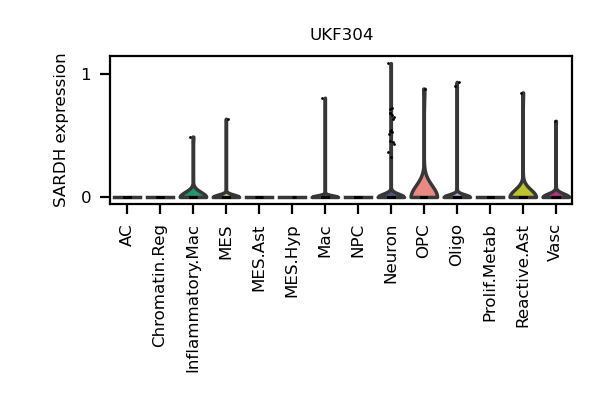 UKF304
SARDH expression
1
0
AC
Chromatin.Reg
Inflammatory.Mac
MES
MES.Ast
MES.Hyp
Mac
NPC
Neuron
OPC
Oligo
Prolif.Metab
Reactive.Ast
Vasc